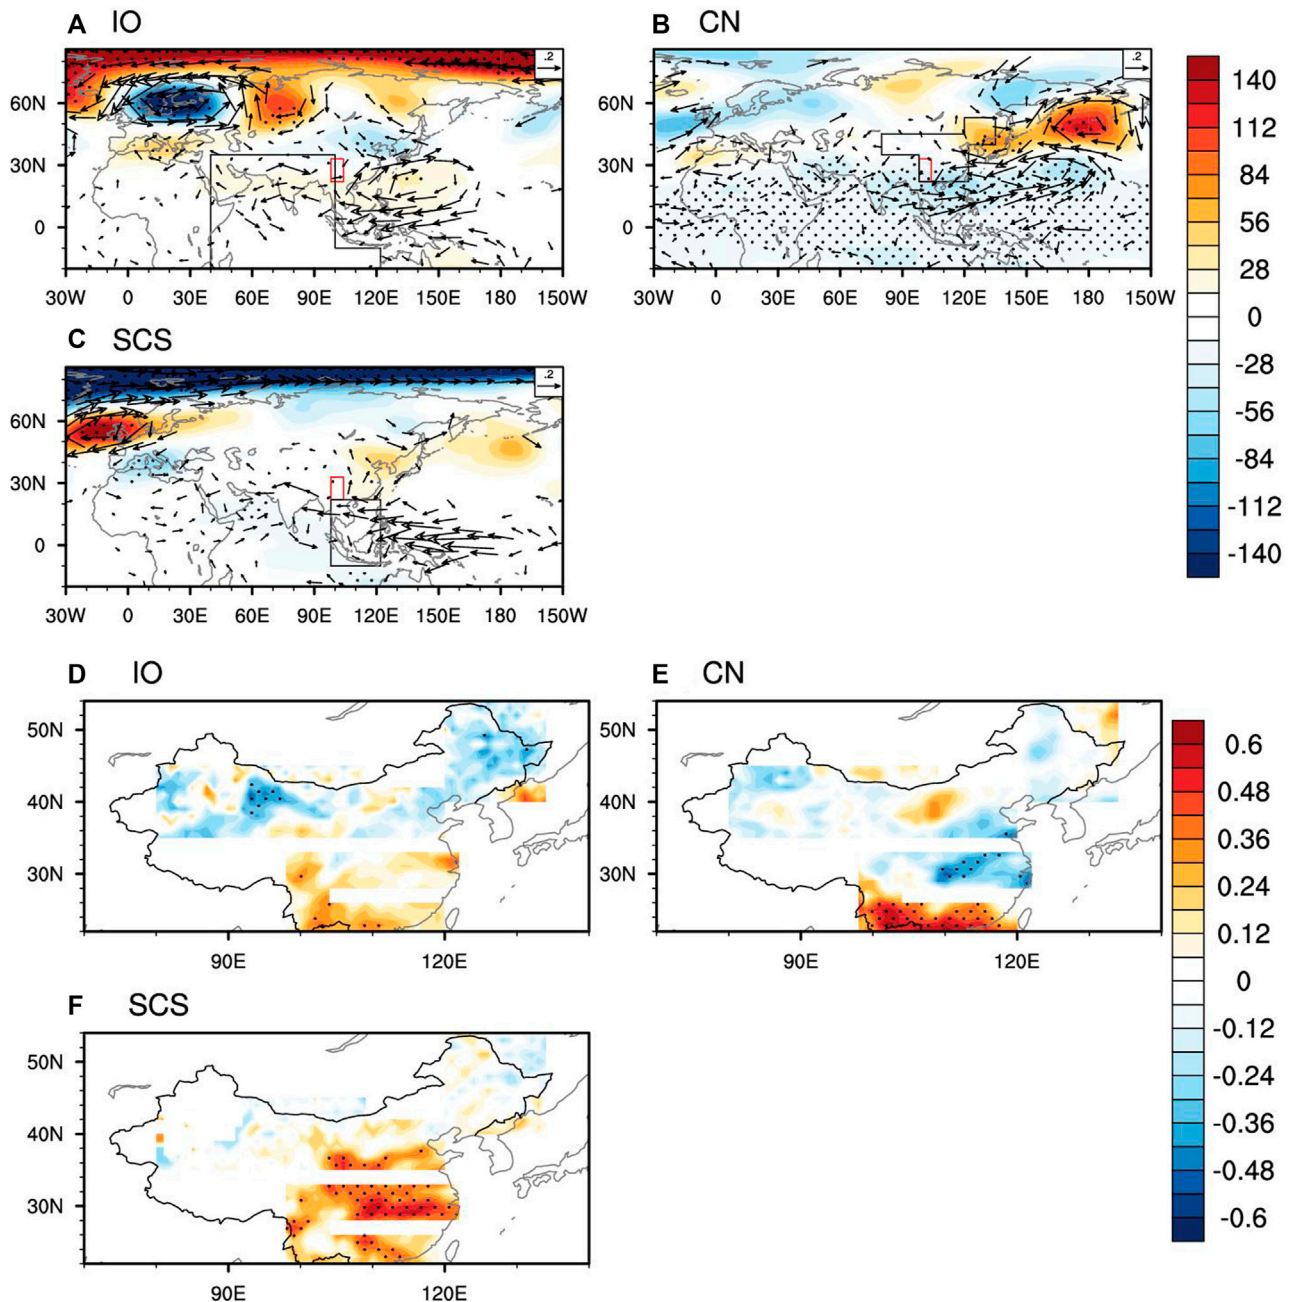 A IO
.2
60N
30N
0
30W 0 30E 60E 90E 120E 150E 180 150W
B CN
.2
60N
30N
0
30W 0 30E 60E 90E 120E 150E 180 150W
140
112
84
56
28
0
-28
-56
-84
-112
-140
C SCS
.2
60N
30N
0
30W 0 30E 60E 90E 120E 150E 180 150W
D IO
50N
40N
30N
90E 120E
E CN
50N
40N
30N
90E 120E
0.6
0.48
0.36
0.24
0.12
0
-0.12
-0.24
-0.36
-0.48
-0.6
F SCS
50N
40N
30N
90E 120E